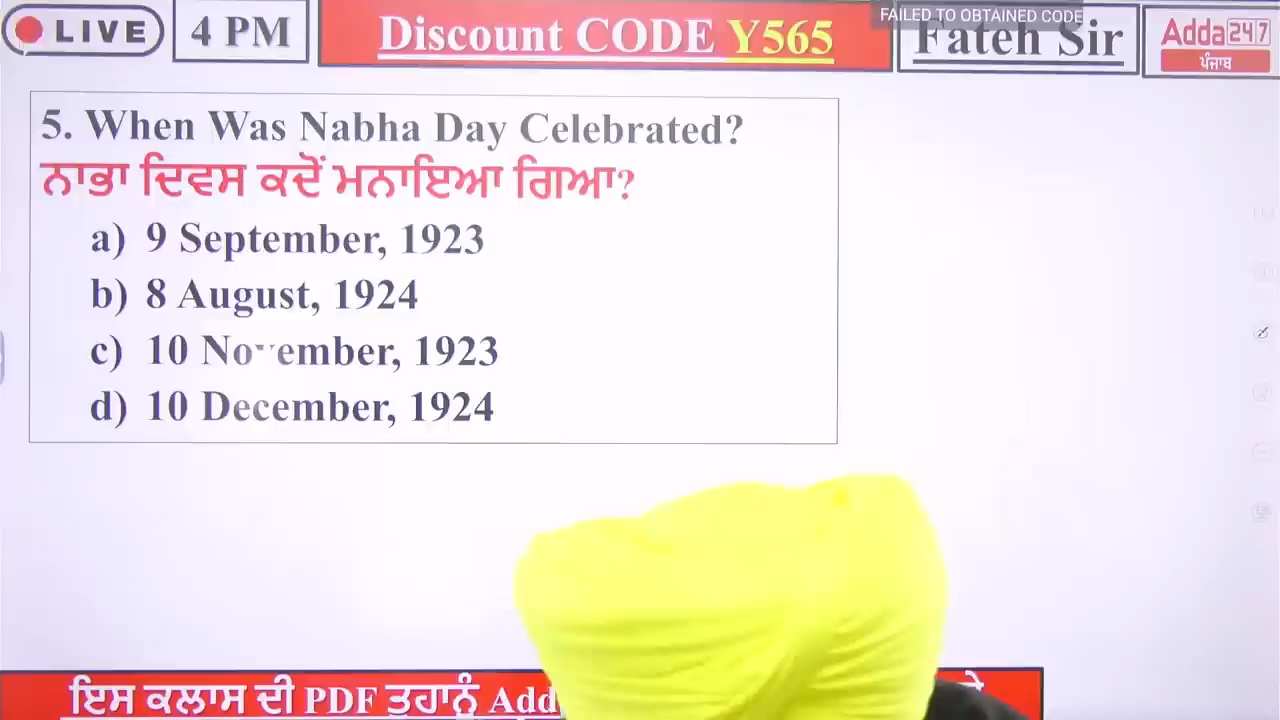 LIVE
4 PM
Discount CODE Y565
FAILED TO OBTAINED CODE
Fateh Sir
Adda247
ਪੰਜਾਬ
5. When Was Nabha Day Celebrated?
ਨਾਭਾ ਦਿਵਸ ਕਦੋਂ ਮਨਾਇਆ ਗਿਆ?
a) 9 September, 1923
b) 8 August, 1924
c) 10 November, 1923
d) 10 December, 1924
ਇਸ ਕਲਾਸ ਦੀ PDF ਤੁਹਾਨੂੰ Add